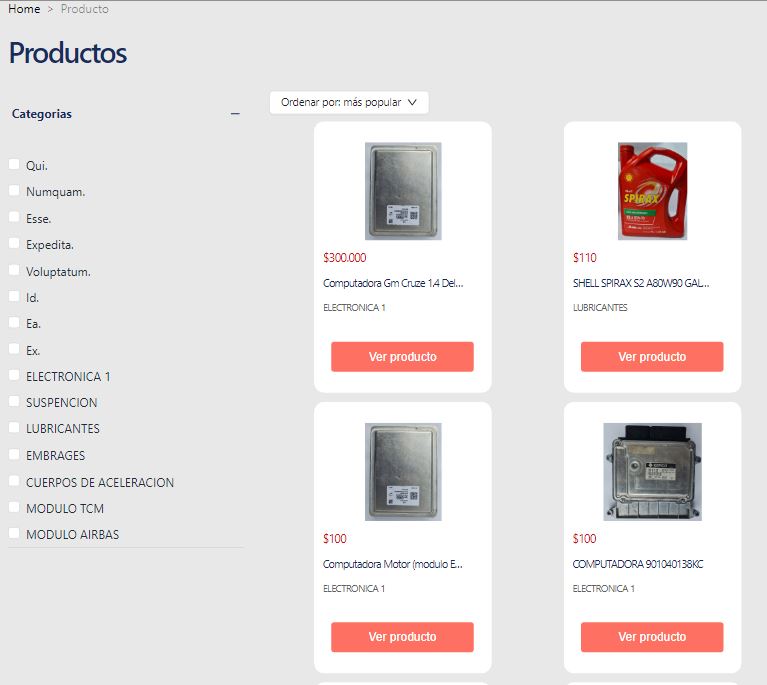 Home > Producto
Productos
Categorias
Ordenar por: más popular
Qui.
Numquam.
Esse.
Expedita.
Voluptatum.
Id.
Ea.
Ex.
ELECTRONICA 1
SUSPENCION
LUBRICANTES
EMBRAGES
CUERPOS DE ACELERACION
MODULO TCM
MODULO AIRBAS
$300.000
Computadora Gm Cruze 1.4 Del...
ELECTRONICA 1
Ver producto
SPIRAX
$110
SHELL SPIRAX S2 A80W90 GAL...
LUBRICANTES
Ver producto
$100
Computadora Motor (modulo E...
ELECTRONICA 1
Ver producto
$100
COMPUTADORA 901040138KC
ELECTRONICA 1
Ver producto